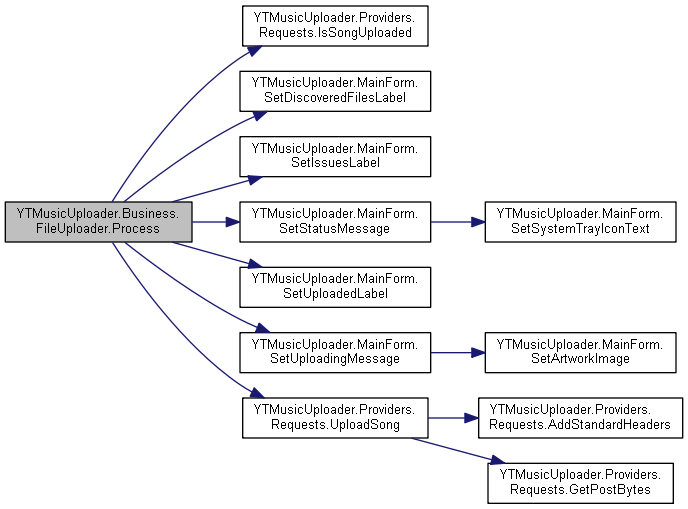 YTMusicUploader.Business.
FileUploader.Process
YTMusicUploader.Providers.
Requests.IsSongUploaded
YTMusicUploader.MainForm.
SetDiscoveredFilesLabel
YTMusicUploader.MainForm.
SetIssuesLabel
YTMusicUploader.MainForm.
SetStatusMessage
YTMusicUploader.MainForm.
SetSystemTrayIconText
YTMusicUploader.MainForm.
SetUploadedLabel
YTMusicUploader.MainForm.
SetUploadingMessage
YTMusicUploader.MainForm.
SetArtworkImage
YTMusicUploader.Providers.
Requests.UploadSong
YTMusicUploader.Providers.
Requests.AddStandardHeaders
YTMusicUploader.Providers.
Requests.GetPostBytes